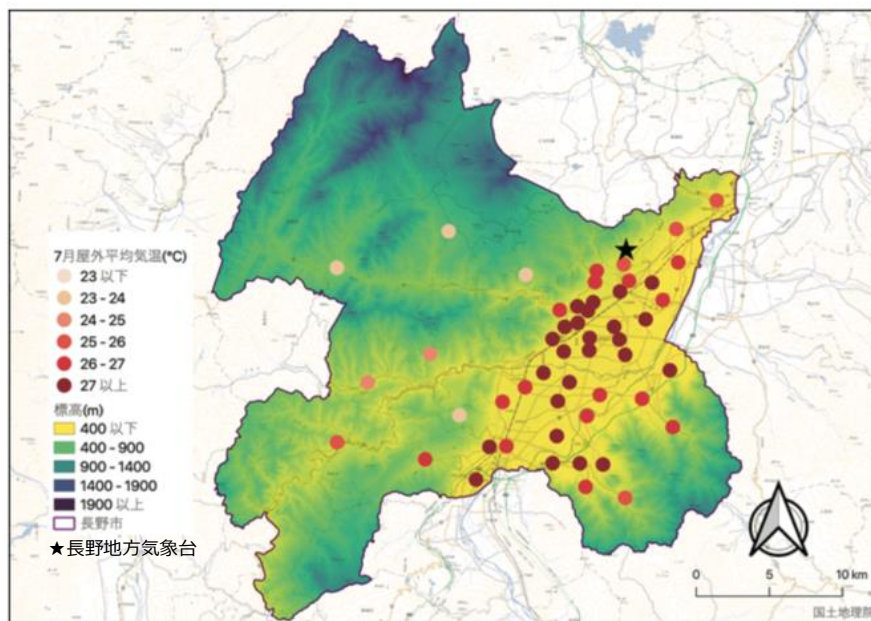 7月屋外平均気温(°C)
23 以下
23 - 24
24 - 25
25 - 26
26 - 27
27 以上
標高(m)
400 以下
400 - 900
900 - 1400
1400 - 1900
1900 以上
長野市
★長野地方気象台
0 5 10 km
国土地理院